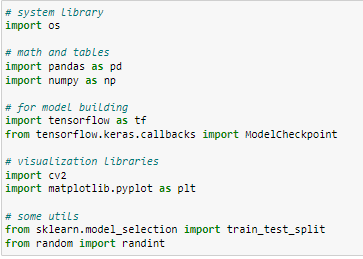 # system library
import os
# math and tables
import pandas as pd
import numpy as np
# for model building
import tensorflow as tf
from tensorflow.keras.callbacks import ModelCheckpoint
# visualization libraries
import cv2
import matplotlib.pyplot as plt
# some utils
from sklearn.model_selection import train_test_split
from random import randint